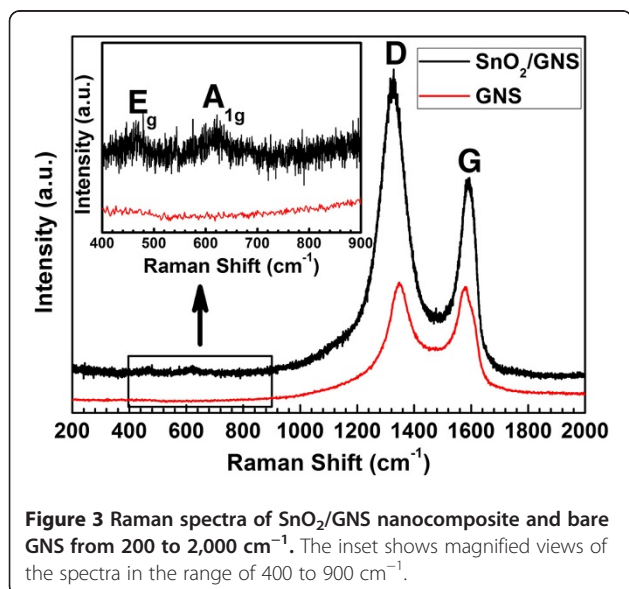 D
SnO₂/GNS
GNS
E_g
A_1g
G
Intensity (a.u.)
400 500 600 700 800 900
Raman Shift (cm⁻¹)
Intensity (a.u.)
200 400 600 800 1000 1200 1400 1600 1800 2000
Raman Shift (cm⁻¹)
Figure 3 Raman spectra of SnO₂/GNS nanocomposite and bare
GNS from 200 to 2,000 cm⁻¹. The inset shows magnified views of
the spectra in the range of 400 to 900 cm⁻¹.